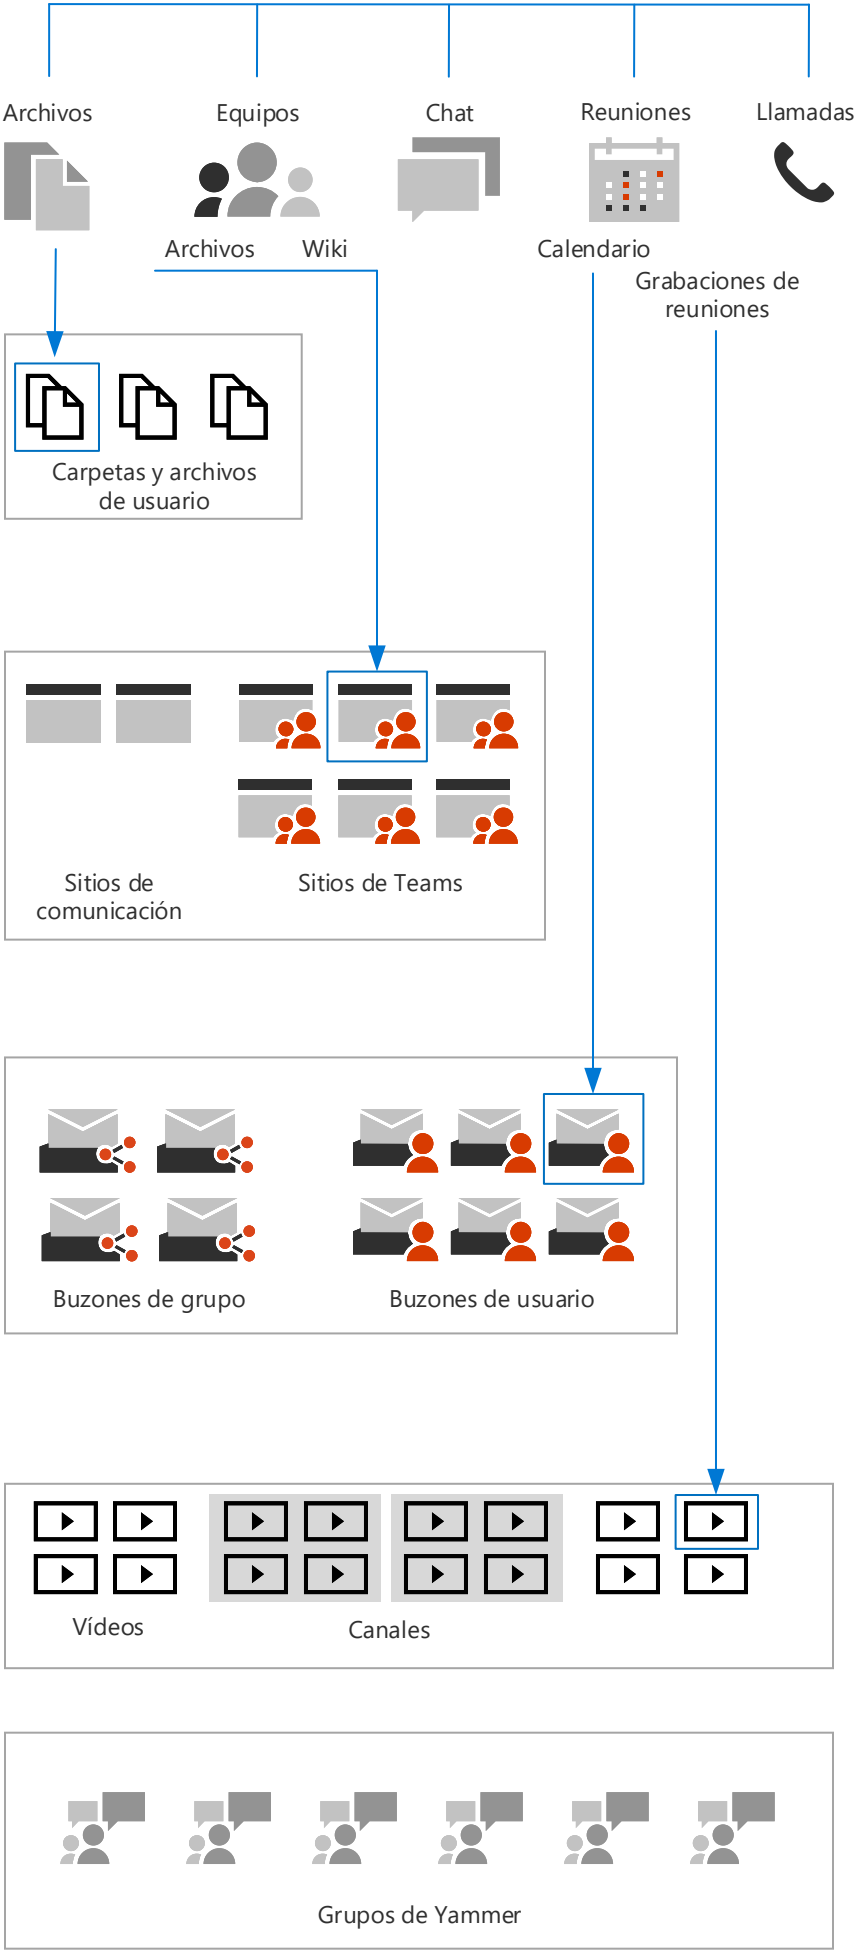 Archivos
Equipos
Chat
Reuniones
Llamadas
Archivos
Wiki
Calendario
Grabaciones de
reuniones
Carpetas y archivos
de usuario
Sitios de
comunicación
Sitios de Teams
Buzones de grupo
Buzones de usuario
Vídeos
Canales
Grupos de Yammer